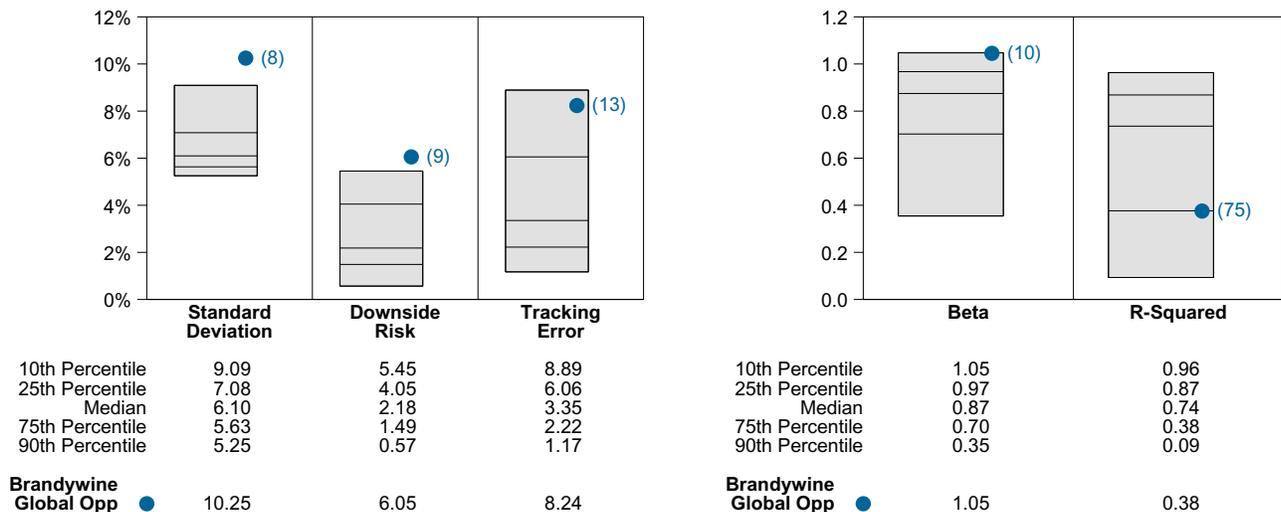 12%
10%
8%
6%
4%
2%
0%
(8)
(9)
(13)
Standard
Deviation
Downside
Risk
Tracking
Error
10th Percentile 9.09 5.45 8.89
25th Percentile 7.08 4.05 6.06
Median 6.10 2.18 3.35
75th Percentile 5.63 1.49 2.22
90th Percentile 5.25 0.57 1.17
Brandywine
Global Opp 10.25 6.05 8.24
1.2
1.0
0.8
0.6
0.4
0.2
0.0
(10)
(75)
Beta
R-Squared
10th Percentile 1.05 0.96
25th Percentile 0.97 0.87
Median 0.87 0.74
75th Percentile 0.70 0.38
90th Percentile 0.35 0.09
Brandywine
Global Opp 1.05 0.38